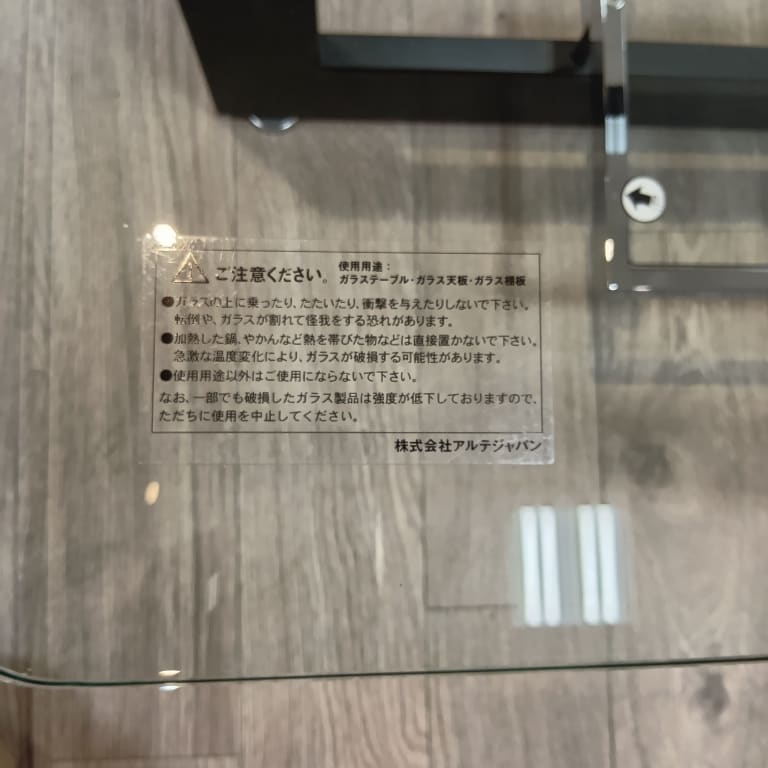 ご注意ください。 使用用途：
ガラステーブル・ガラス天板・ガラス棚板
●ガラスの上に乗ったり、たたいたり、衝撃を与えたりしないで下さい。
転倒や、ガラスが割れて怪我をする恐れがあります。
●加熱した鍋、やかんなど熱を帯びた物などは直接置かないで下さい。
急激な温度変化により、ガラスが破損する可能性があります。
●使用用途以外はご使用にならないで下さい。
なお、一部でも破損したガラス製品は強度が低下しておりますので、
ただちに使用を中止してください。
株式会社アルテジャパン